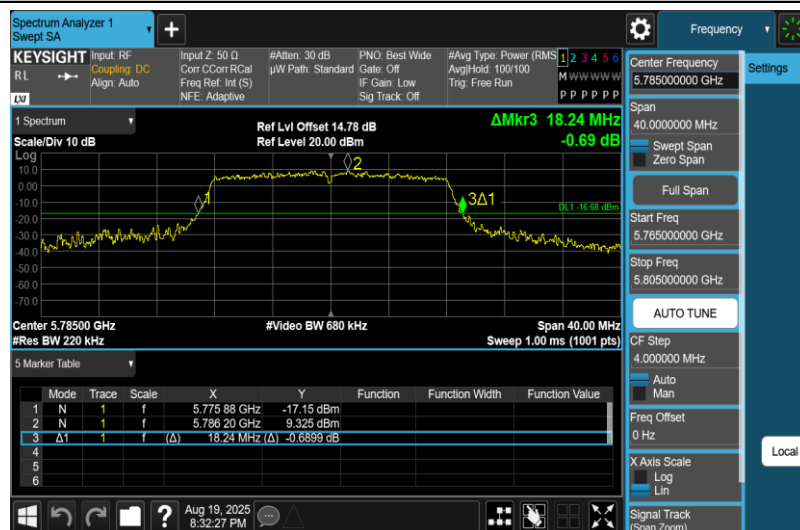 Spectrum Analyzer 1
Swept SA
+
Frequency
KEYSIGHT
RL
LXI
Input: RF
Coupling: DC
Align: Auto
Input Z: 50 Ω
Corr CCorr RCal
Freq Ref: Int (S)
NFE: Adaptive
#Atten: 30 dB
µW Path: Standard
PNO: Best Wide
Gate: Off
IF Gain: Low
Sig Track: Off
#Avg Type: Power (RMS
Avg|Hold: 100/100
Trig: Free Run
1 2 3 4 5 6
M W W W W W
P P P P P P
1 Spectrum
Scale/Div 10 dB
Ref Lvl Offset 14.78 dB
Ref Level 20.00 dBm
ΔMkr3 18.24 MHz
-0.69 dB
Log
10.0
0.00
-10.0
-20.0
-30.0
-40.0
-50.0
-60.0
-70.0
1
2
3Δ1
DL1 -16.68 dBm
Center 5.78500 GHz
#Video BW 680 kHz
Span 40.00 MHz
#Res BW 220 kHz
Sweep 1.00 ms (1001 pts)
5 Marker Table
Mode Trace Scale X Y Function Function Width Function Value
1 N 1 f 5.775 88 GHz -17.15 dBm
2 N 1 f 5.786 20 GHz 9.325 dBm
3 Δ1 1 f (Δ) 18.24 MHz (Δ) -0.6899 dB
4
5
6
Center Frequency
5.785000000 GHz
Settings
Span
40.0000000 MHz
Swept Span
Zero Span
Full Span
Start Freq
5.765000000 GHz
Stop Freq
5.805000000 GHz
AUTO TUNE
CF Step
4.000000 MHz
Auto
Man
Freq Offset
0 Hz
X Axis Scale
Log
Lin
Local
Signal Track
(Span Zoom)
?
Aug 19, 2025
8:32:27 PM